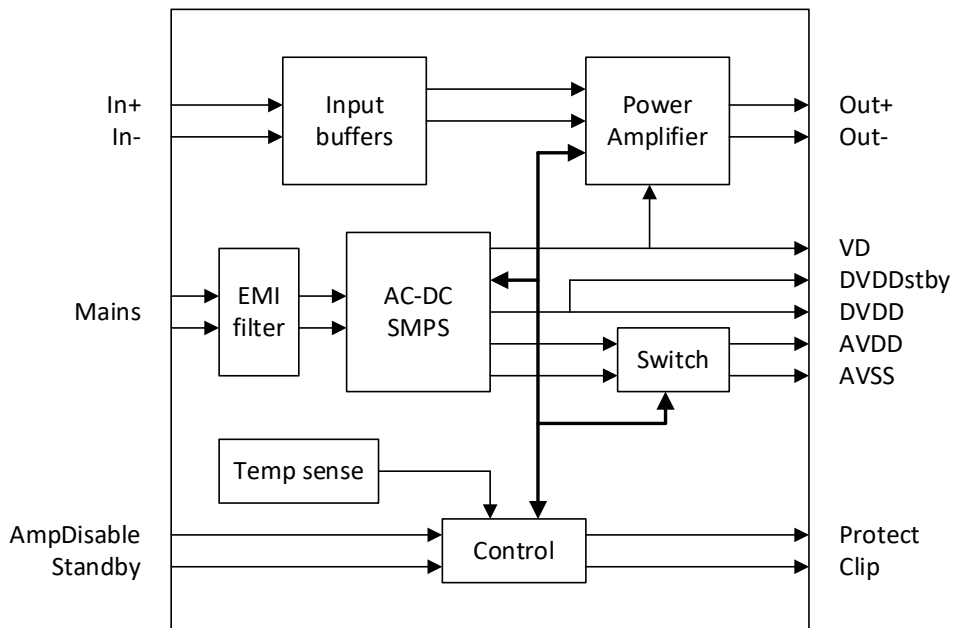 In+
In-
Input
buffers
Power
Amplifier
Out+
Out-
Mains
EMI
filter
AC-DC
SMPS
VD
DVDDstby
DVDD
AVDD
AVSS
Switch
Temp sense
AmpDisable
Standby
Control
Protect
Clip